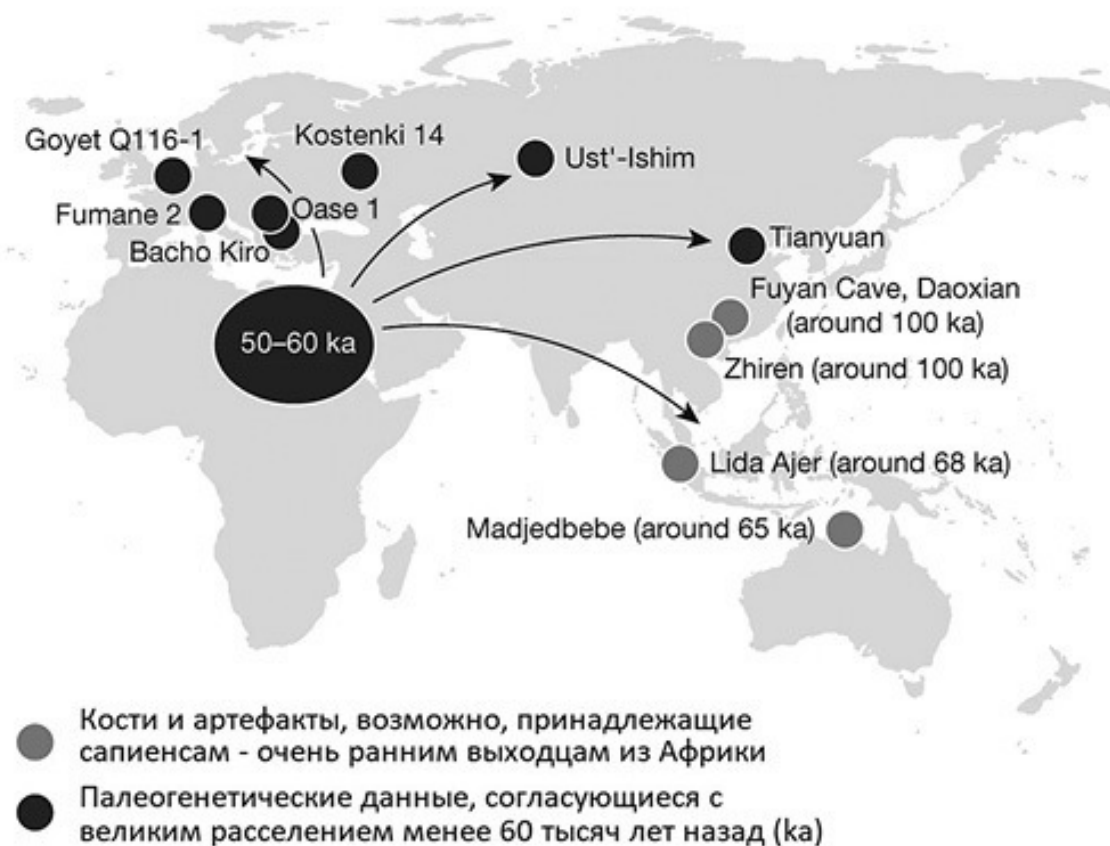 Goyet Q116-1
Kostenki 14
Ust'-Ishim
Fumane 2
Oase 1
Bacho Kiro
Tianyuan
Fuyan Cave, Daoxian
(around 100 ka)
50–60 ka
Zhiren (around 100 ka)
Lida Ajer (around 68 ka)
Madjedbebe (around 65 ka)
Кости и артефакты, возможно, принадлежащие
сапиенсам - очень ранним выходцам из Африки
Палеогенетические данные, согласующиеся с
великим расселением менее 60 тысяч лет назад (ka)